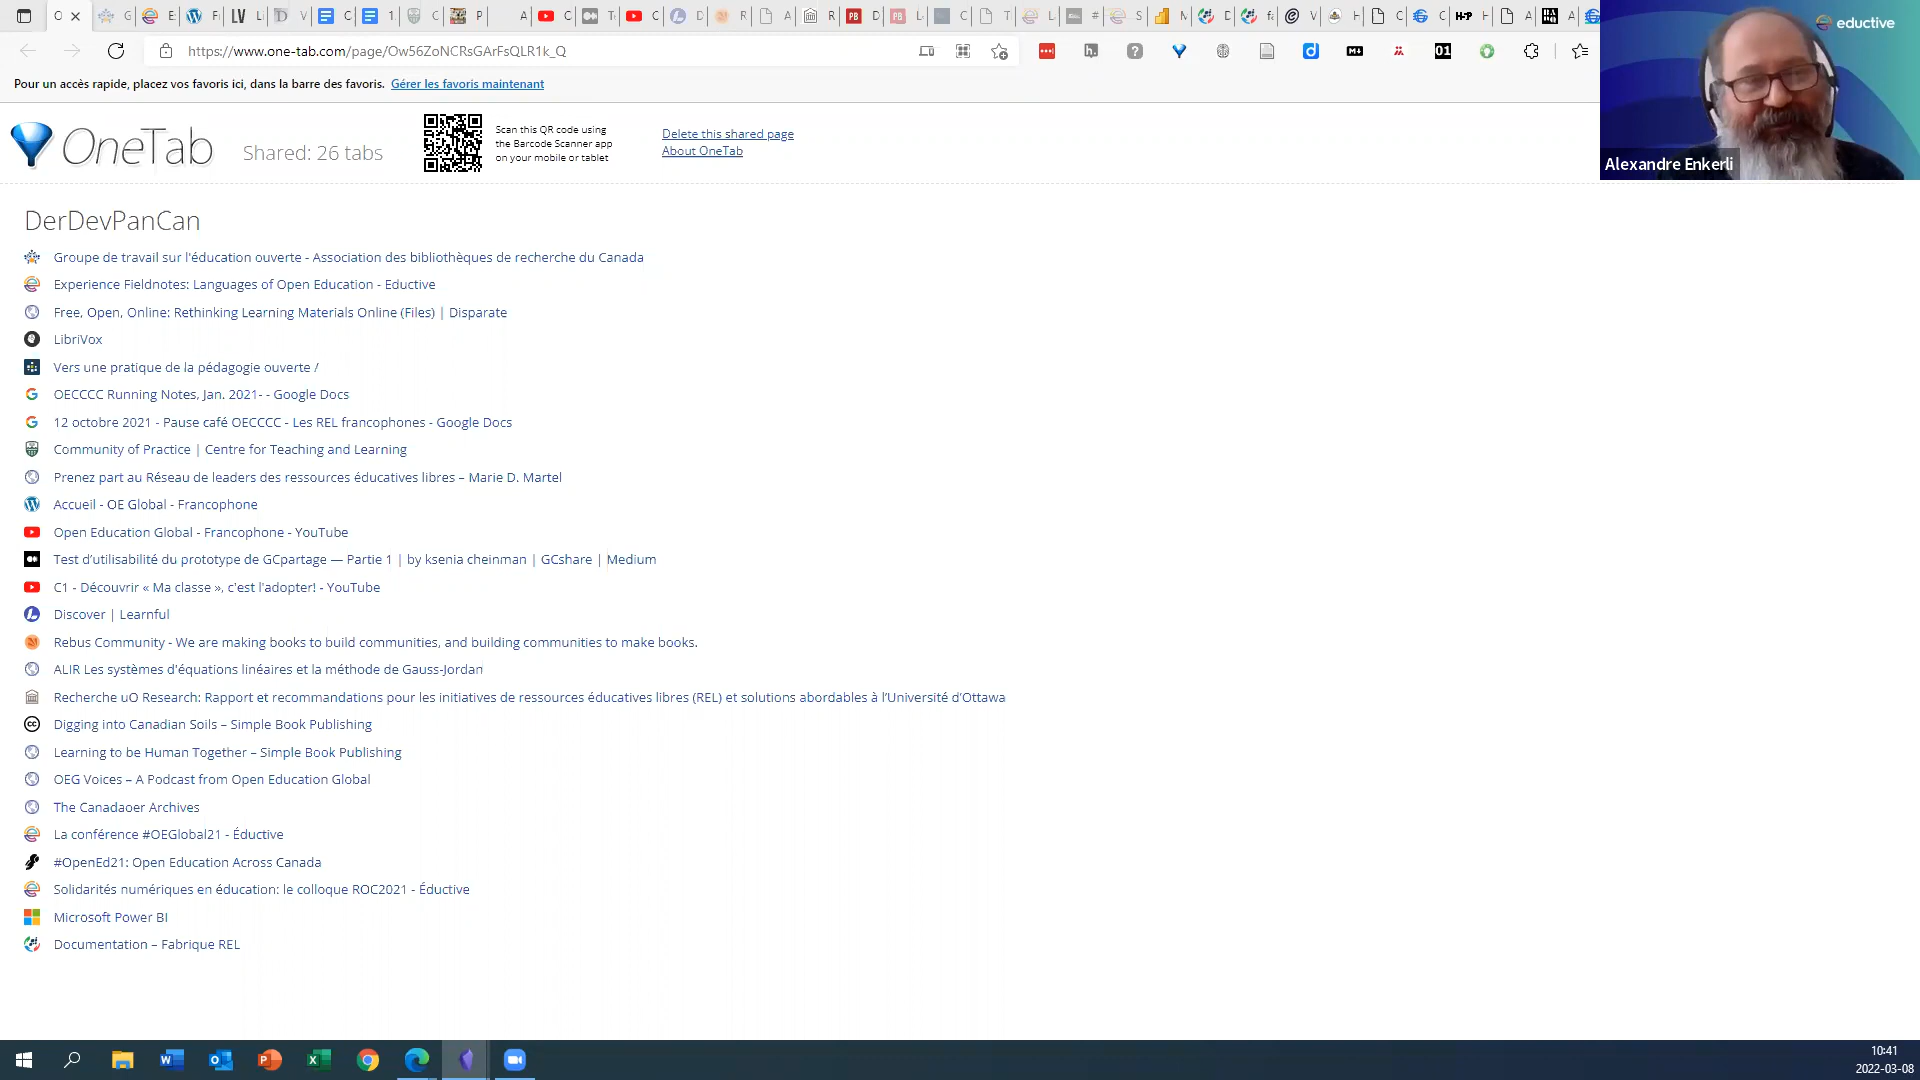 https://www.one-tab.com/page/Ow56ZoNCRsGArFsQLR1k_Q
Pour un accès rapide, placez vos favoris ici, dans la barre des favoris. Gérer les favoris maintenant
eductive
Alexandre Enkerli
OneTab
Shared: 26 tabs
Scan this QR code using
the Barcode Scanner app
on your mobile or tablet
Delete this shared page
About OneTab
DerDevPanCan
Groupe de travail sur l'éducation ouverte - Association des bibliothèques de recherche du Canada
Experience Fieldnotes: Languages of Open Education - Eductive
Free, Open, Online: Rethinking Learning Materials Online (Files) | Disparate
LibriVox
Vers une pratique de la pédagogie ouverte /
OECCCC Running Notes, Jan. 2021- - Google Docs
12 octobre 2021 - Pause café OECCCC - Les REL francophones - Google Docs
Community of Practice | Centre for Teaching and Learning
Prenez part au Réseau de leaders des ressources éducatives libres – Marie D. Martel
Accueil - OE Global - Francophone
Open Education Global - Francophone - YouTube
Test d’utilisabilité du prototype de GCpartage — Partie 1 | by ksenia cheinman | GCshare | Medium
C1 - Découvrir « Ma classe », c'est l'adopter! - YouTube
Discover | Learnful
Rebus Community - We are making books to build communities, and building communities to make books.
ALIR Les systèmes d'équations linéaires et la méthode de Gauss-Jordan
Recherche uO Research: Rapport et recommandations pour les initiatives de ressources éducatives libres (REL) et solutions abordables à l’Université d’Ottawa
Digging into Canadian Soils – Simple Book Publishing
Learning to be Human Together – Simple Book Publishing
OEG Voices – A Podcast from Open Education Global
The Canadaoer Archives
La conférence #OEGlobal21 - Éductive
#OpenEd21: Open Education Across Canada
Solidarités numériques en éducation: le colloque ROC2021 - Éductive
Microsoft Power BI
Documentation – Fabrique REL
10:41
2022-03-08